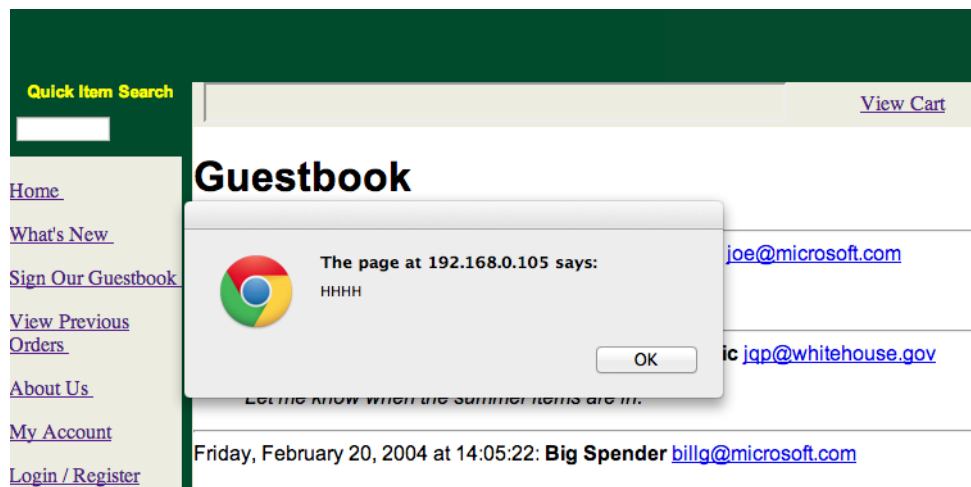 Quick Item Search
View Cart
Guestbook
Home
What's New
Sign Our Guestbook
View Previous
Orders
About Us
My Account
Login / Register
The page at 192.168.0.105 says:
HHHH
OK
joe@microsoft.com
jqp@whitehouse.gov
Let me know when the summer items are in.
Friday, February 20, 2004 at 14:05:22: Big Spender billg@microsoft.com